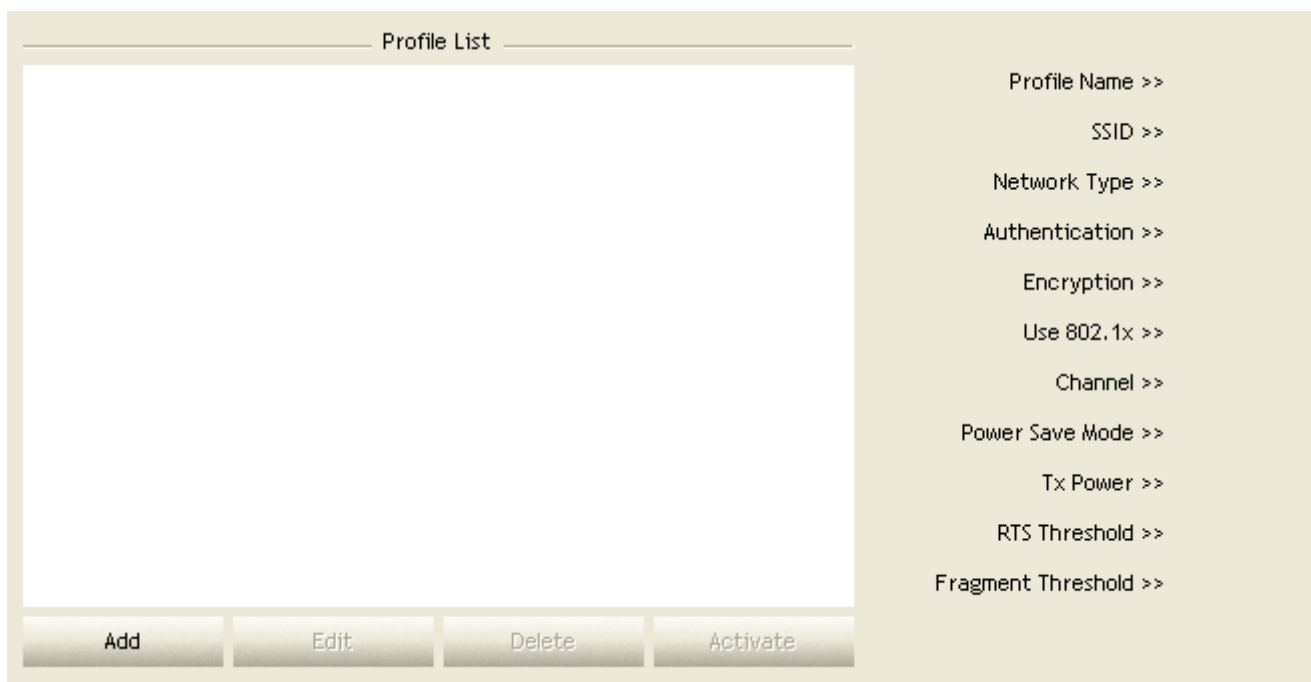 Profile List
Profile Name >>
SSID >>
Network Type >>
Authentication >>
Encryption >>
Use 802.1x >>
Channel >>
Power Save Mode >>
Tx Power >>
RTS Threshold >>
Fragment Threshold >>
Add Edit Delete Activate